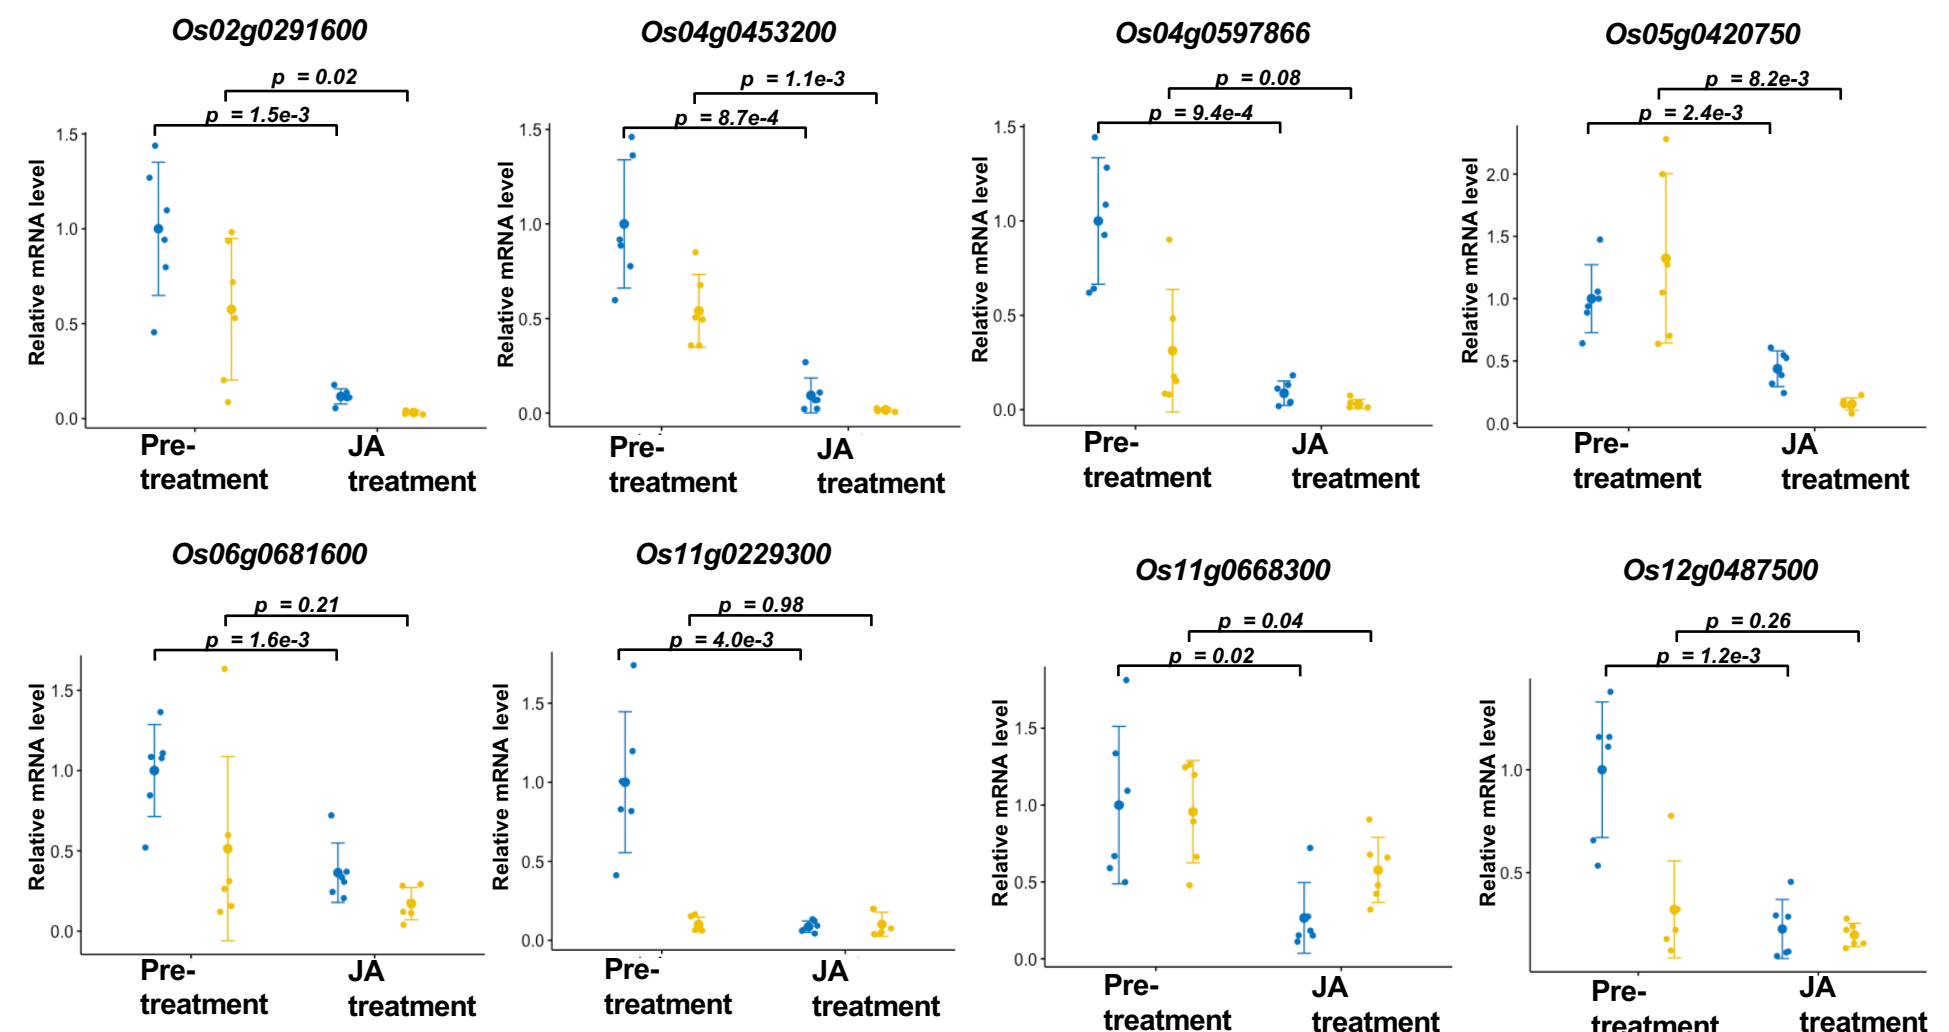 Os02g0291600
p = 0.02
p = 1.5e-3
Relative mRNA level
1.5
1.0
0.5
0.0
Pre-
treatment
JA
treatment
Os04g0453200
p = 1.1e-3
p = 8.7e-4
Relative mRNA level
1.5
1.0
0.5
0.0
Pre-
treatment
JA
treatment
Os04g0597866
p = 0.08
p = 9.4e-4
Relative mRNA level
1.5
1.0
0.5
0.0
Pre-
treatment
JA
treatment
Os05g0420750
p = 8.2e-3
p = 2.4e-3
Relative mRNA level
2.0
1.5
1.0
0.5
0.0
Pre-
treatment
JA
treatment
Os06g0681600
p = 0.21
p = 1.6e-3
Relative mRNA level
1.5
1.0
0.5
0.0
Pre-
treatment
JA
treatment
Os11g0229300
p = 0.98
p = 4.0e-3
Relative mRNA level
1.5
1.0
0.5
0.0
Pre-
treatment
JA
treatment
Os11g0668300
p = 0.04
p = 0.02
Relative mRNA level
1.5
1.0
0.5
0.0
Pre-
treatment
JA
treatment
Os12g0487500
p = 0.26
p = 1.2e-3
Relative mRNA level
1.0
0.5
Pre-
treatment
JA
treatment